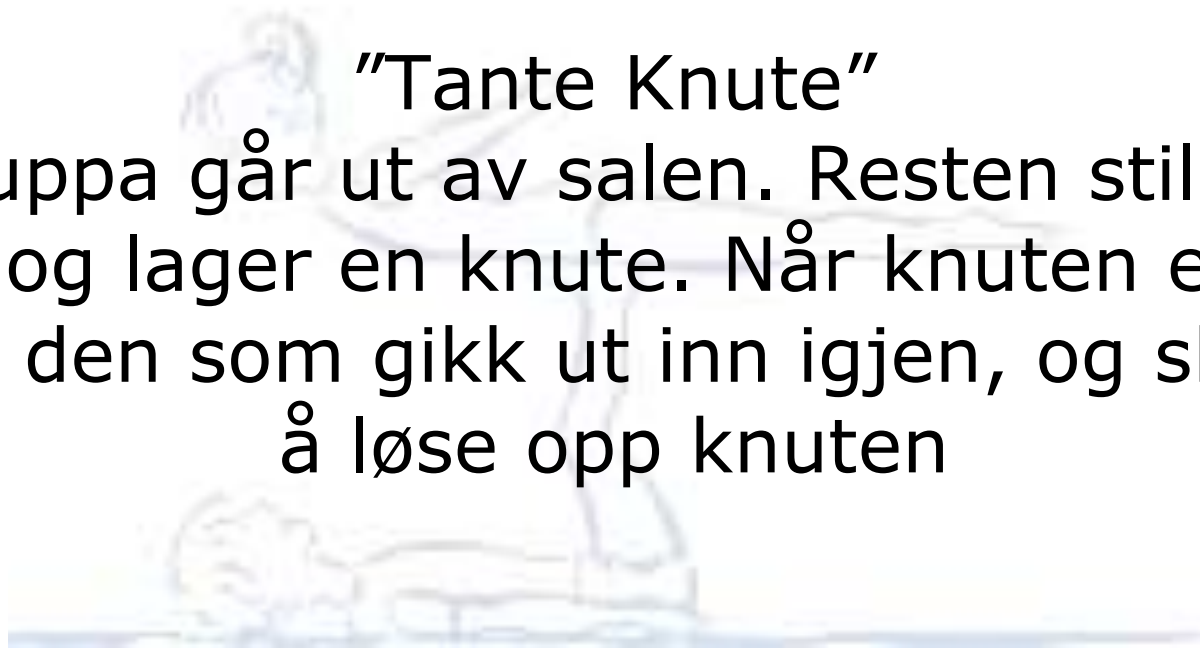 ”Tante Knute”
uppa går ut av salen. Resten stil
og lager en knute. Når knuten e
den som gikk ut inn igjen, og s
å løse opp knuten